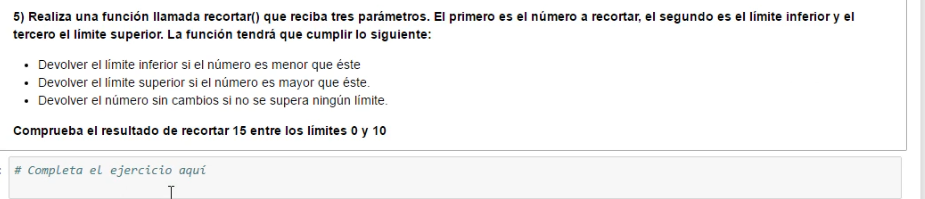 5) Realiza una función llamada recortar() que reciba tres parámetros. El primero es el número a recortar, el segundo es el límite inferior y el
tercero el límite superior. La función tendrá que cumplir lo siguiente:
• Devolver el límite inferior si el número es menor que éste
• Devolver el límite superior si el número es mayor que éste.
• Devolver el número sin cambios si no se supera ningún límite.
Comprueba el resultado de recortar 15 entre los límites 0 y 10
# Completa el ejercicio aquí